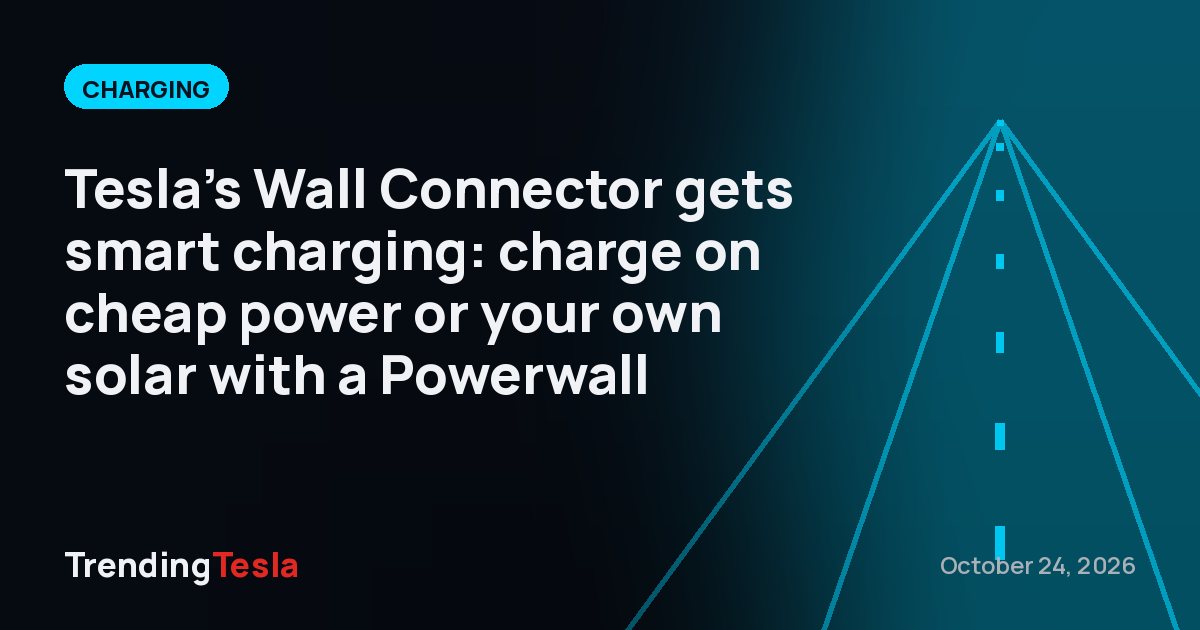 CHARGING
Tesla’s Wall Connector gets
smart charging: charge on
cheap power or your own
solar with a Powerwall
TrendingTesla
October 24, 2026